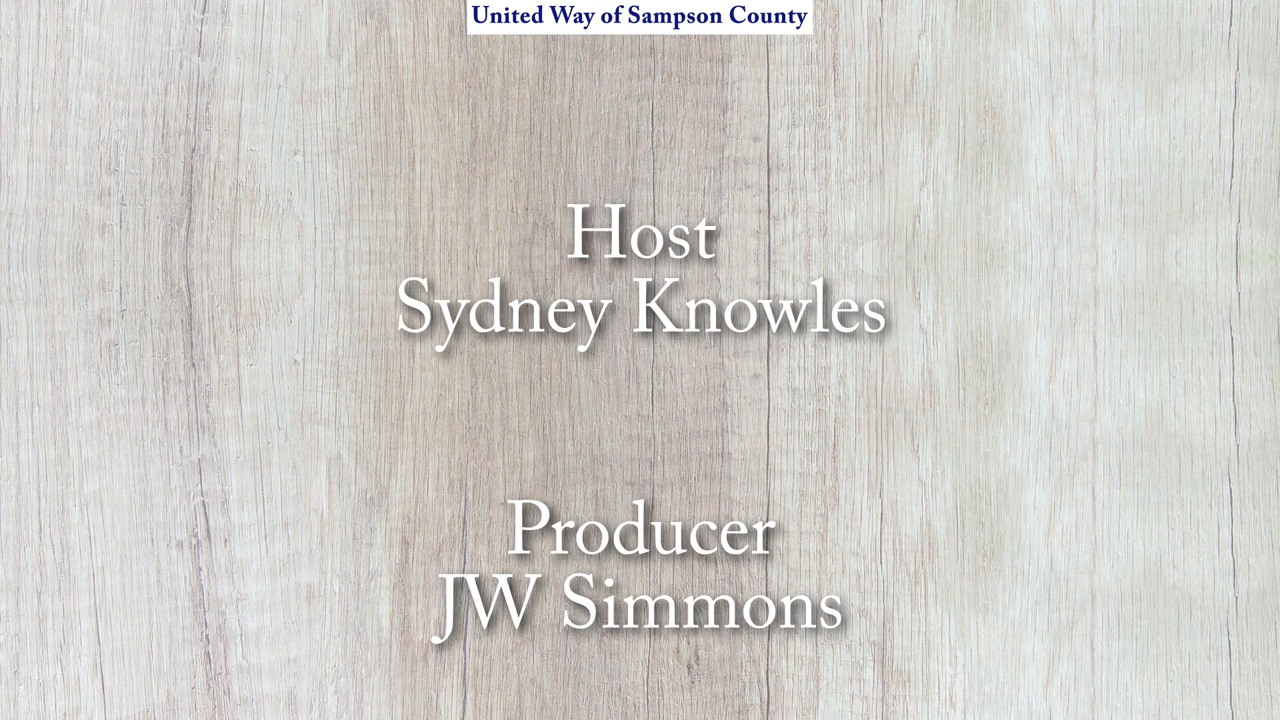 United Way of Sampson County
Host
Sydney Knowles
Producer
JW Simmons